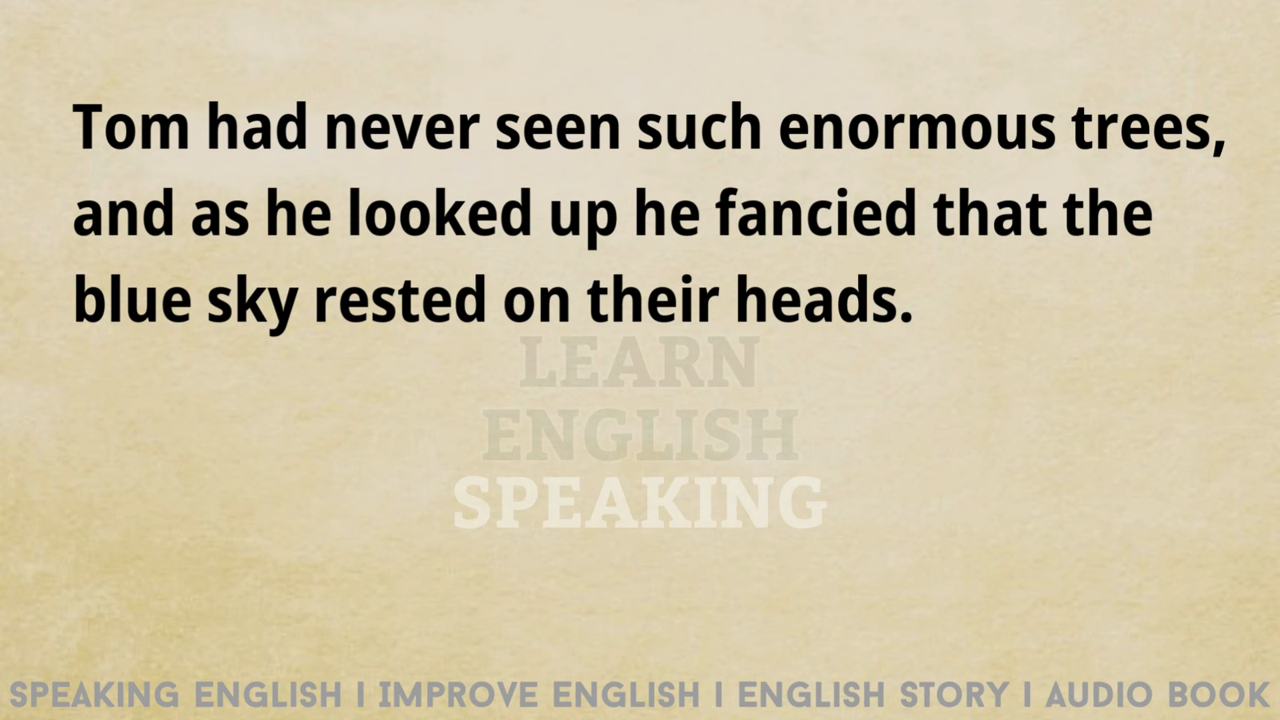 Tom had never seen such enormous trees,
and as he looked up he fancied that the
blue sky rested on their heads.
LEARN
ENGLISH
SPEAKING
SPEAKING ENGLISH | IMPROVE ENGLISH | ENGLISH STORY | AUDIO BOOK